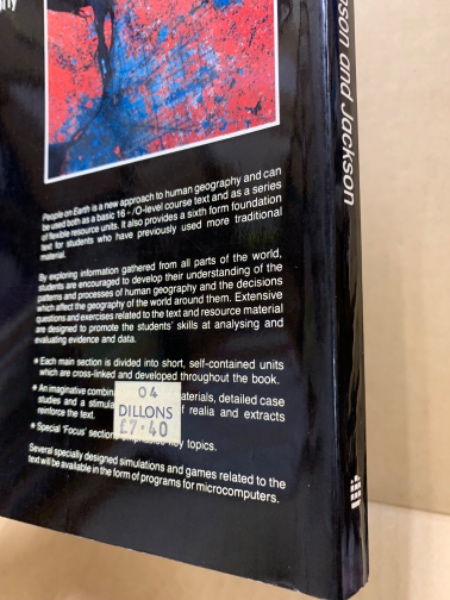 son and Jackson
People on Earth is a new approach to human geography and can
be used both as a basic 16 - /O-level course text and as a series
of flexible resource units. It also provides a sixth form foundation
text for students who have previously used more traditional
material.
By exploring information gathered from all parts of the world,
students are encouraged to develop their understanding of the
patterns and processes of human geography and the decisions
which affect the geography of the world around them. Extensive
questions and exercises related to the text and resource material
are designed to promote the students' skills at analysing and
evaluating evidence and data.
* Each main section is divided into short, self-contained units
which are cross-linked and developed throughout the book.
* An imaginative combin aterials, detailed case
studies and a stimula f realia and extracts
reinforce the text.
* Special 'Focus' section key topics.
04
DILLONS
£7·40
Several specially designed simulations and games related to the
text will be available in the form of programs for microcomputers.